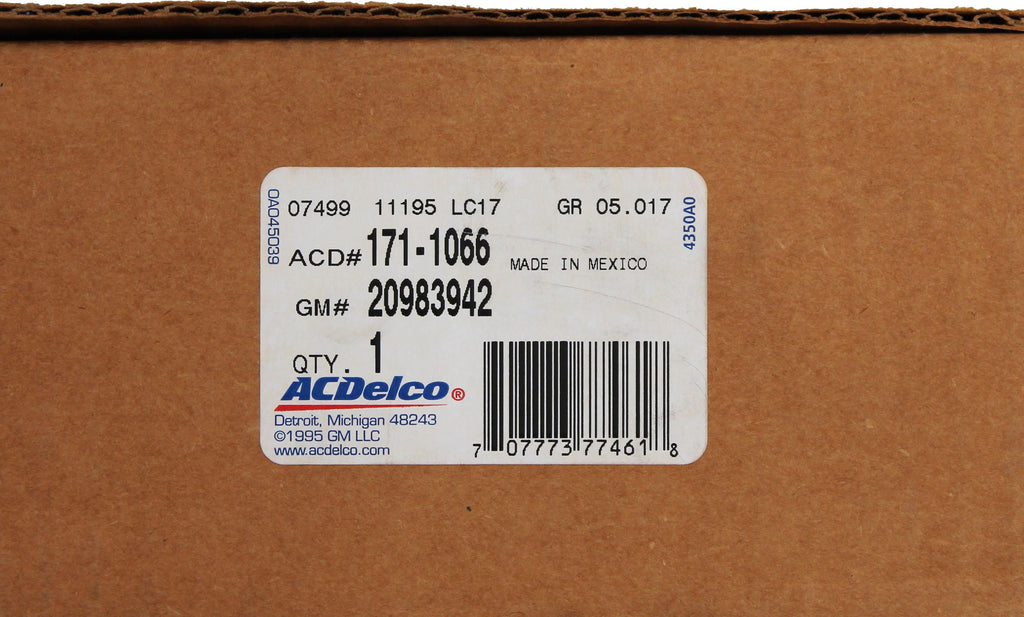 07499 11195 LC17 GR 05.017
0A045039
4350A0
ACD# 171-1066
MADE IN MEXICO
GM# 20983942
QTY. 1
ACDelco®
Detroit, Michigan 48243
©1995 GM LLC
www.acdelco.com
7 07773 77461 8